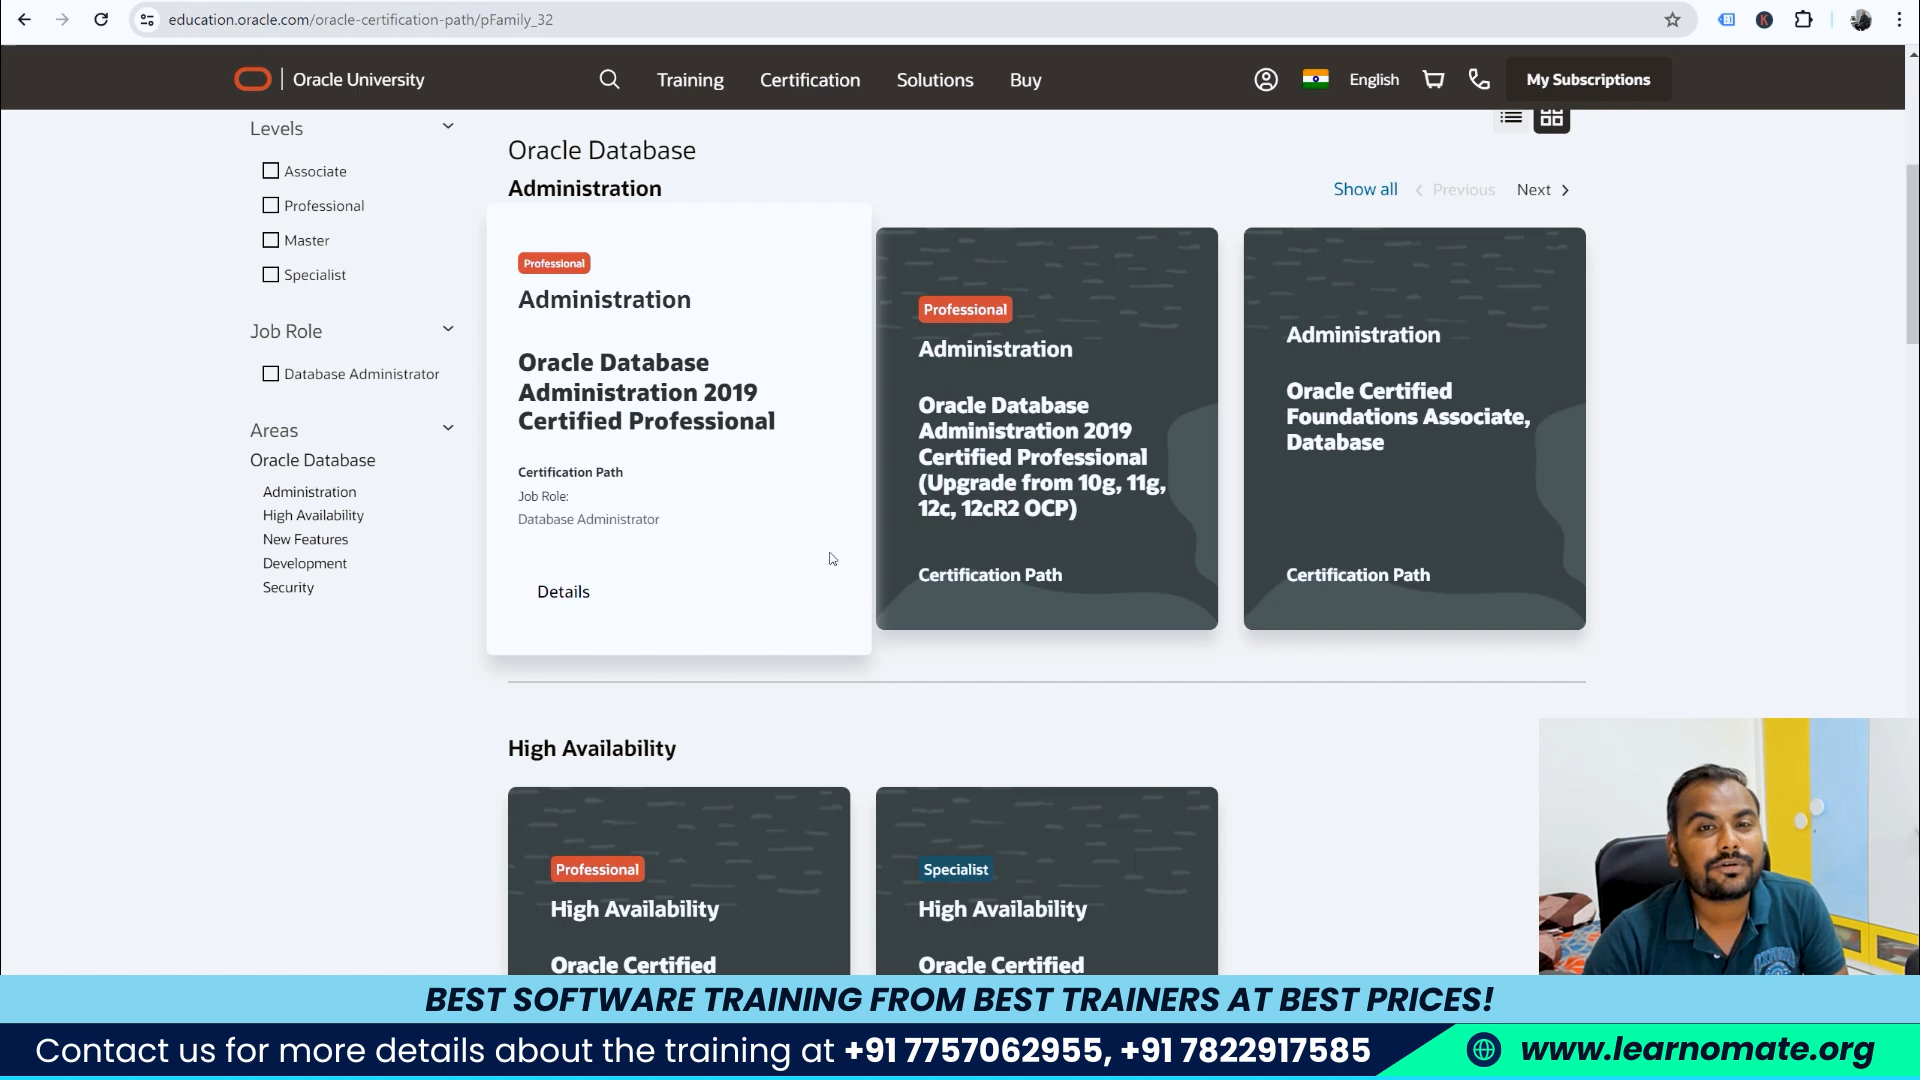 education.oracle.com/oracle-certification-path/pFamily_32
Oracle University
Training
Certification
Solutions
Buy
English
My Subscriptions
Levels
Associate
Professional
Master
Specialist
Job Role
Database Administrator
Areas
Oracle Database
Administration
High Availability
New Features
Development
Security
Oracle Database
Administration
Show all
Previous
Next
Professional
Administration
Oracle Database
Administration 2019
Certified Professional
Certification Path
Job Role:
Database Administrator
Details
Professional
Administration
Oracle Database
Administration 2019
Certified Professional
(Upgrade from 10g, 11g,
12c, 12cR2 OCP)
Certification Path
Administration
Oracle Certified
Foundations Associate,
Database
Certification Path
High Availability
Professional
High Availability
Oracle Certified
Specialist
High Availability
Oracle Certified
BEST SOFTWARE TRAINING FROM BEST TRAINERS AT BEST PRICES!
Contact us for more details about the training at +91 7757062955, +91 7822917585
www.learnomate.org